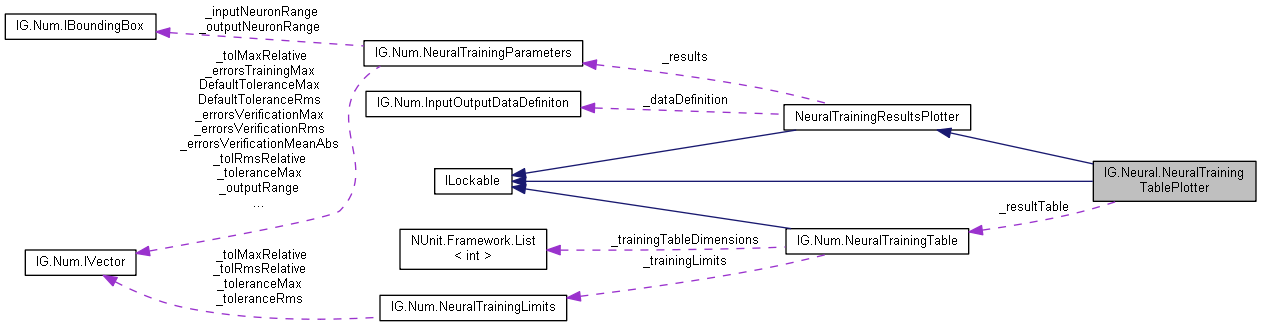 IG.Num.IBoundingBox
_inputNeuronRange
_outputNeuronRange
IG.Num.NeuralTrainingParameters
_tolMaxRelative
_errorsTrainingMax
DefaultToleranceMax
DefaultToleranceRms
_errorsVerificationMax
_errorsVerificationRms
_errorsVerificationMeanAbs
_tolRmsRelative
_toleranceMax
_outputRange
...
_results
IG.Num.InputOutputDataDefiniton
_dataDefinition
NeuralTrainingResultsPlotter
ILockable
IG.Neural.NeuralTraining
TablePlotter
_resultTable
NUnit.Framework.List
< int >
_trainingTableDimensions
_trainingLimits
IG.Num.NeuralTrainingTable
IG.Num.IVector
_tolMaxRelative
_tolRmsRelative
_toleranceMax
_toleranceRms
IG.Num.NeuralTrainingLimits